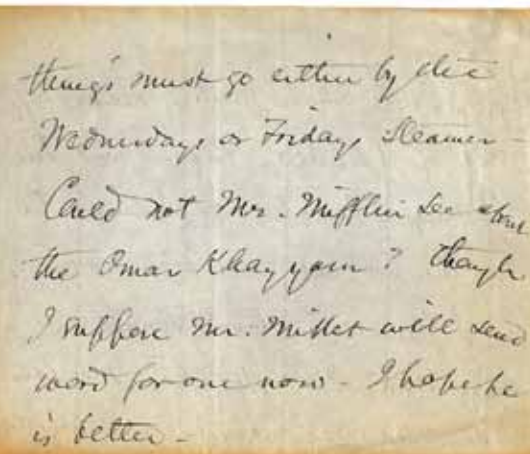 things must go either by the
Wednesdays or Fridays Steamer -
Could not Mrs. Mifflin see about
the Omar Khayyam? though
I suppose Mr. Millet will send
word for one now - I hope he
is better -